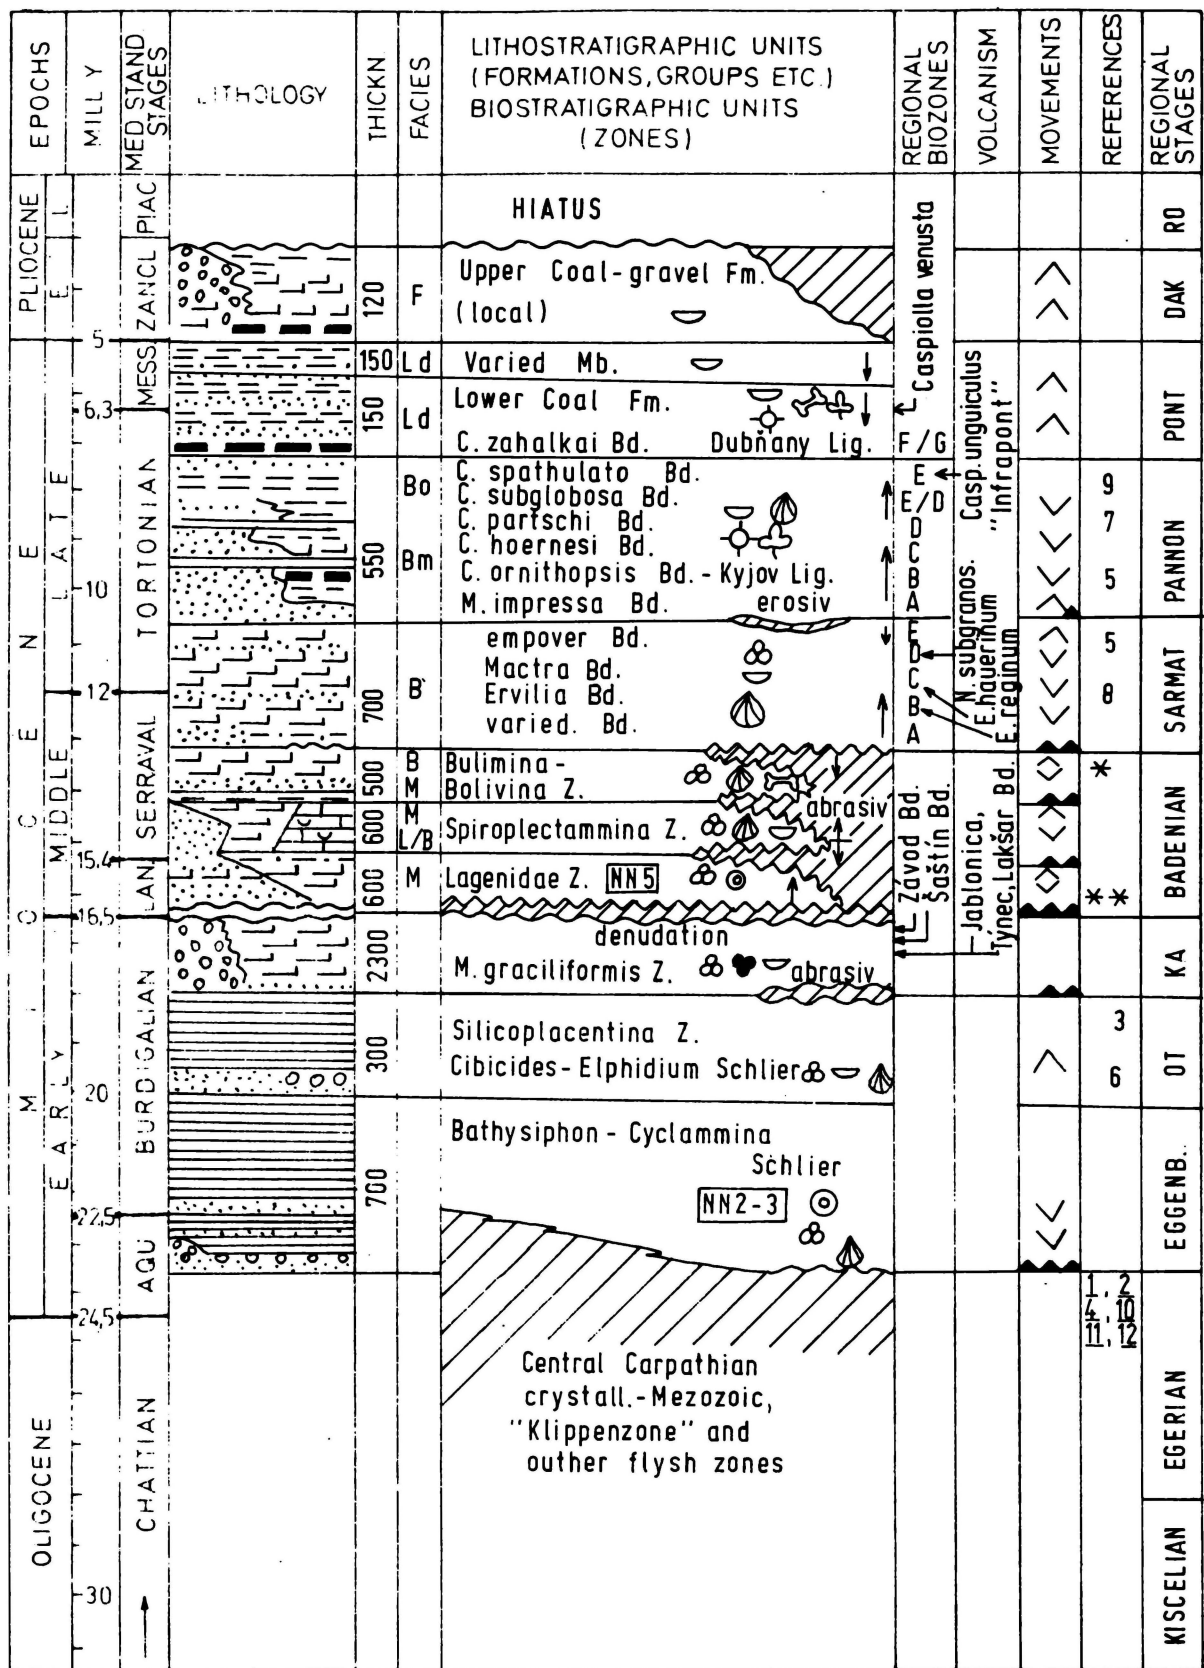 EPOCHS
MILL Y
MED STAND.
STAGES
LITHOLOGY
THICKN
FACIES
LITHOSTRATIGRAPHIC UNITS
(FORMATIONS, GROUPS ETC.)
BIOSTRATIGRAPHIC UNITS
(ZONES)
REGIONAL
BIOZONES
VOLCANISM
MOVEMENTS
REFERENCES
REGIONAL
STAGES
PLIOCENE
L.
E.
MIOCENE
LATE
MIDDLE
EARLY
OLIGOCENE
5
6,3
10
12
15,4
16,5
20
22,5
24,5
30
PIAC
ZANCL
MESS.
TORTONIAN
SERRAVAL
LAN
BURDIGALIAN
AQU
CHATTIAN
HIATUS
120
F
Upper Coal-gravel Fm.
(local)
150
Ld
Varied Mb.
150
Ld
Lower Coal Fm.
C. zahalkai Bd. Dubňany Lig.
550
Bo
Bm
C. spathulato Bd.
C. subglobosa Bd.
C. partschi Bd.
C. hoernesi Bd.
C. ornithopsis Bd. - Kyjov Lig.
M. impressa Bd. erosiv
700
B
empover Bd.
Mactra Bd.
Ervilia Bd.
varied. Bd.
500
B
M
Bulimina -
Bolivina Z.
abrasiv
600
M
L/B
Spiroplectammina Z.
600
M
Lagenidae Z. NN5
denudation
2300
M. graciliformis Z. abrasiv
300
Silicoplacentina Z.
Cibicides-Elphidium Schlier
700
Bathysiphon - Cyclammina
Schlier
NN2-3
Central Carpathian
crystall.-Mezozoic,
"Klippenzone" and
outher flysh zones
F/G
E
E/D
D
C
B
A
E
D
C
B
A
Caspiolla venusta
Casp. unguiculus
"Infrapont"
N. subgranos.
E. hauerinum
E. reginum
Závod Bd.
Šaštín Bd.
Jablonica,
Týnec, Lakšar Bd.
9
7
5
5
8
*
**
3
6
1, 2
4, 10
11, 12
RO
DAK
PONT
PANNON
SARMAT
BADENIAN
KA
OT
EGGENB.
EGERIAN
KISCELIAN